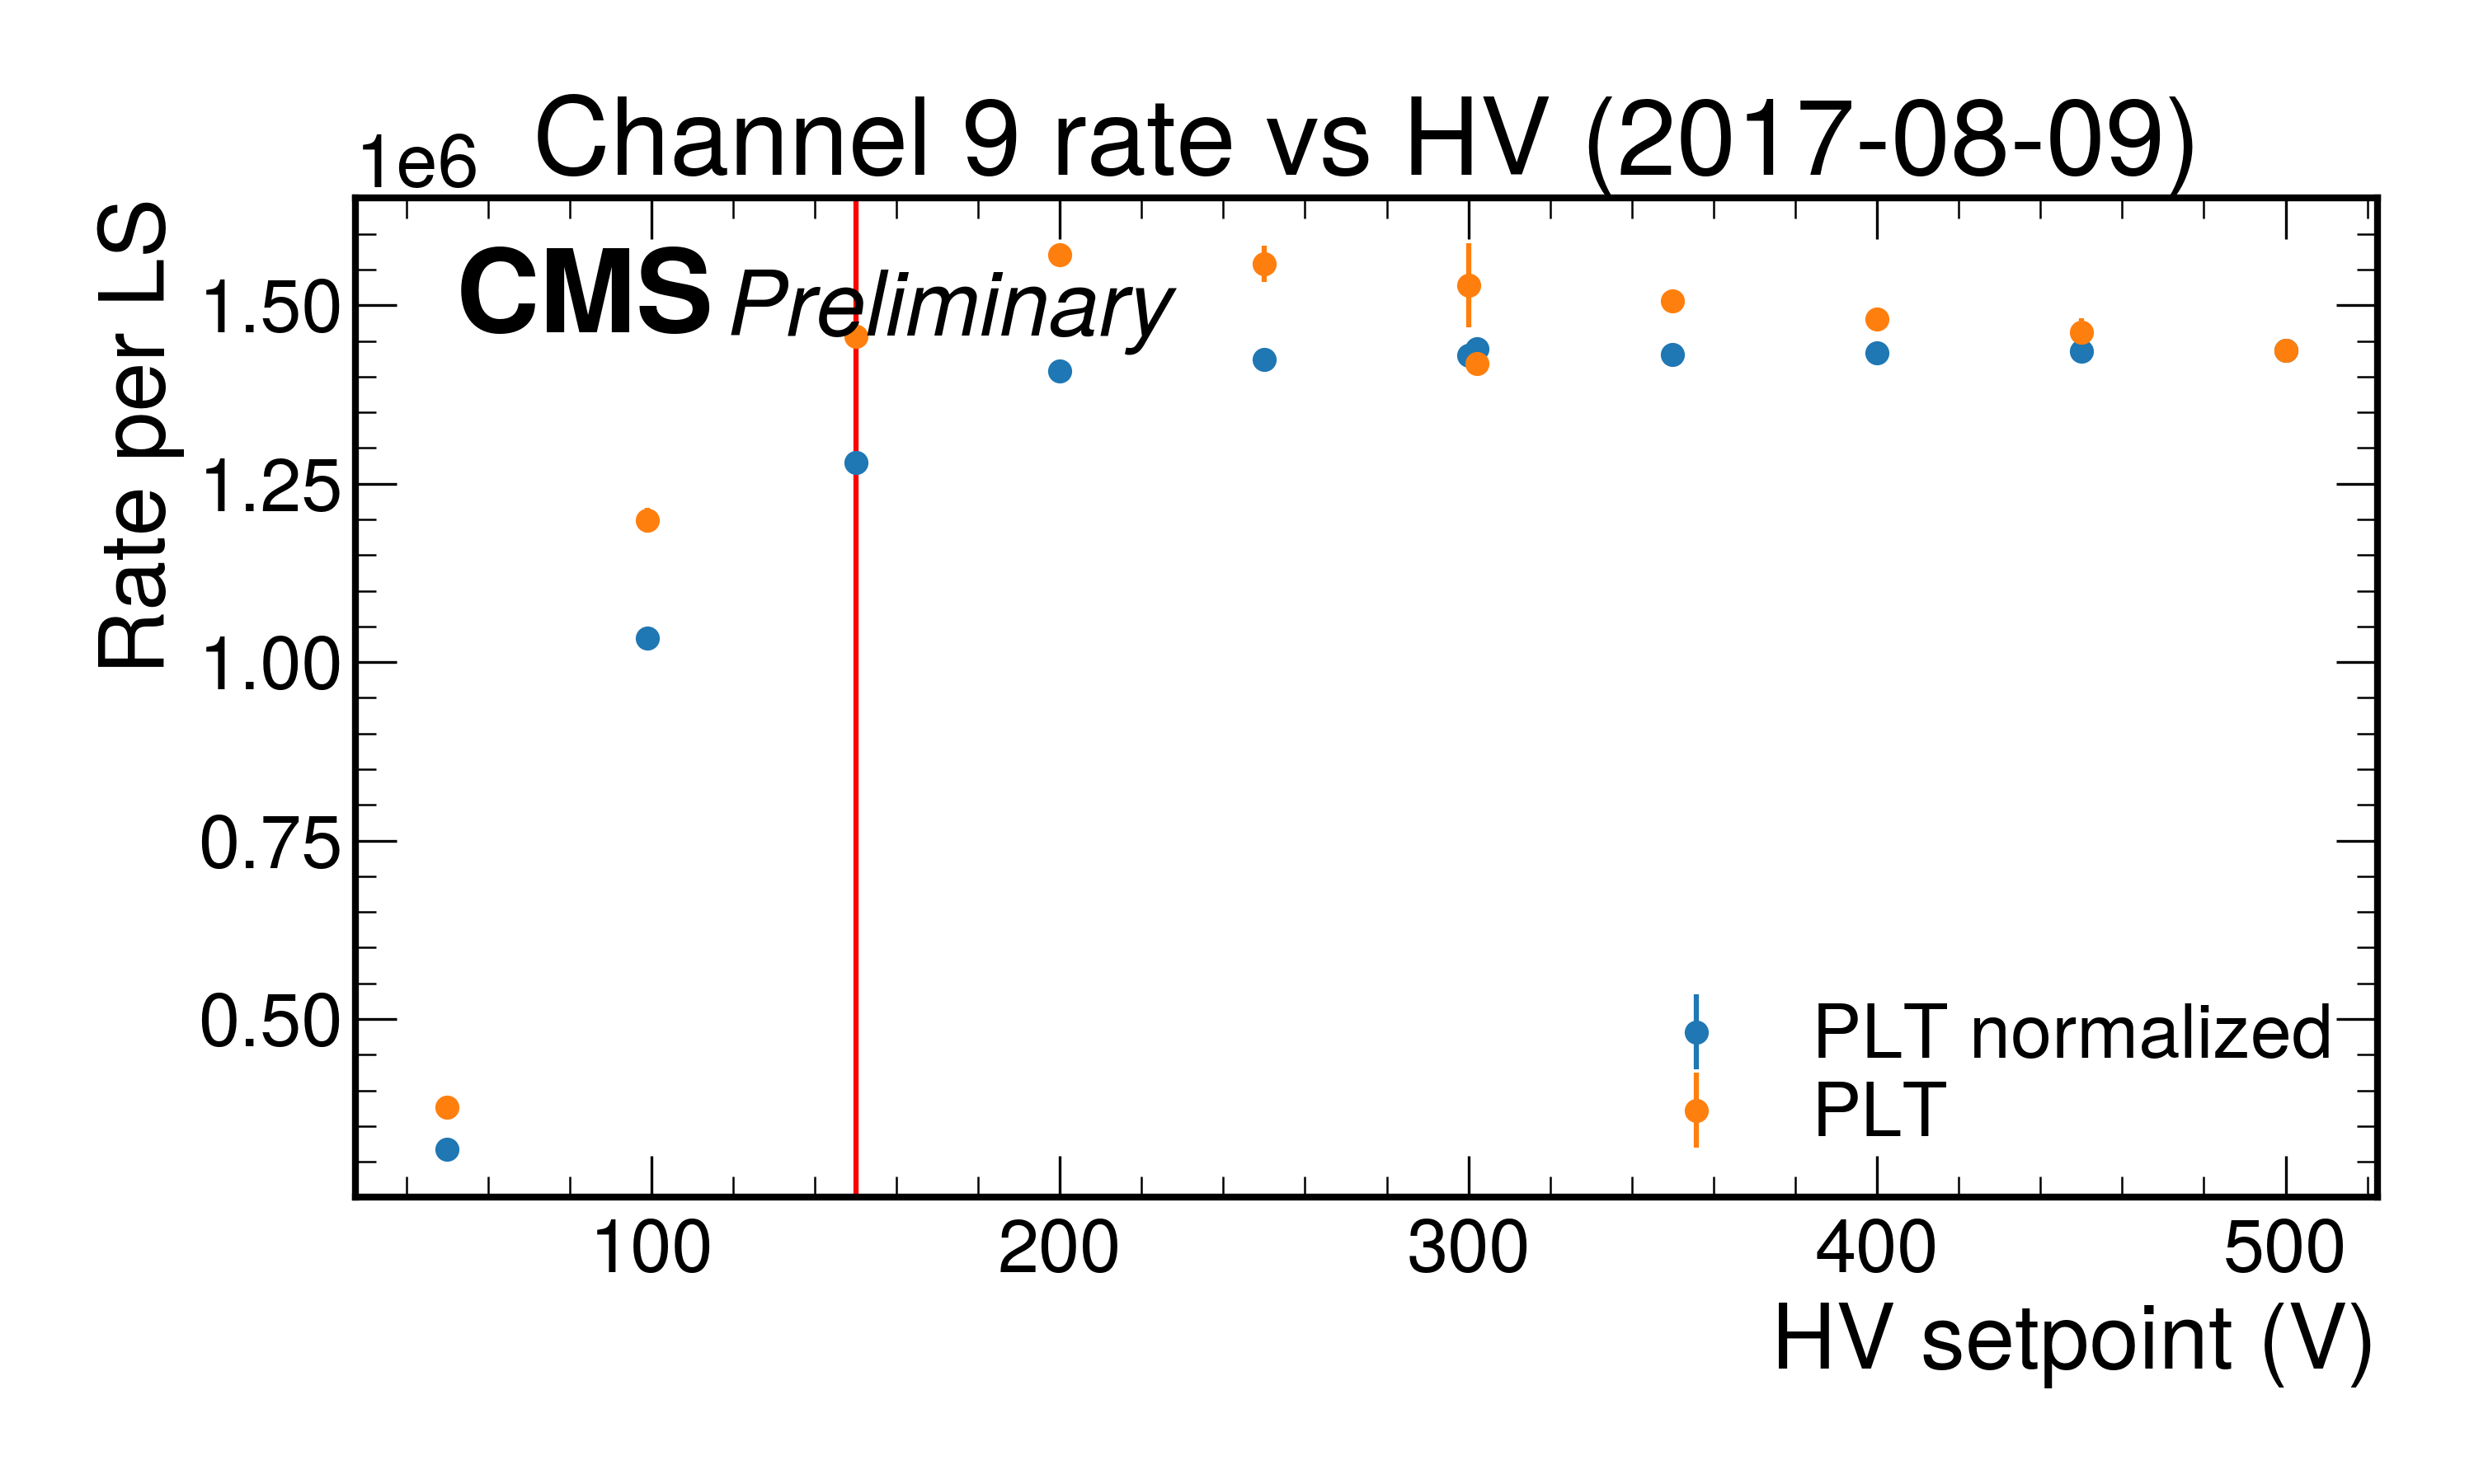 Channel 9 rate vs HV (2017-08-09)
1e6
Rate per LS
CMS Preliminary
1.50
1.25
1.00
0.75
0.50
PLT normalized
PLT
100 200 300 400 500
HV setpoint (V)